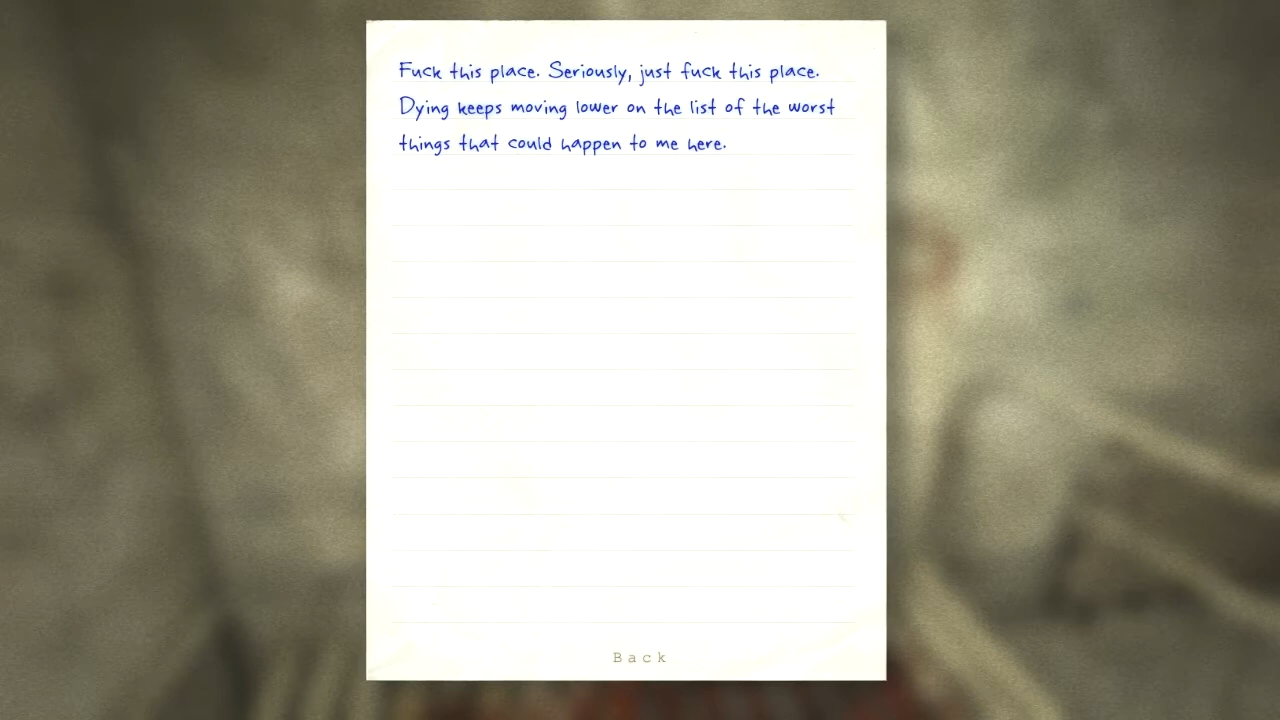 Fuck this place. Seriously, just fuck this place.
Dying keeps moving lower on the list of the worst
things that could happen to me here.
Back